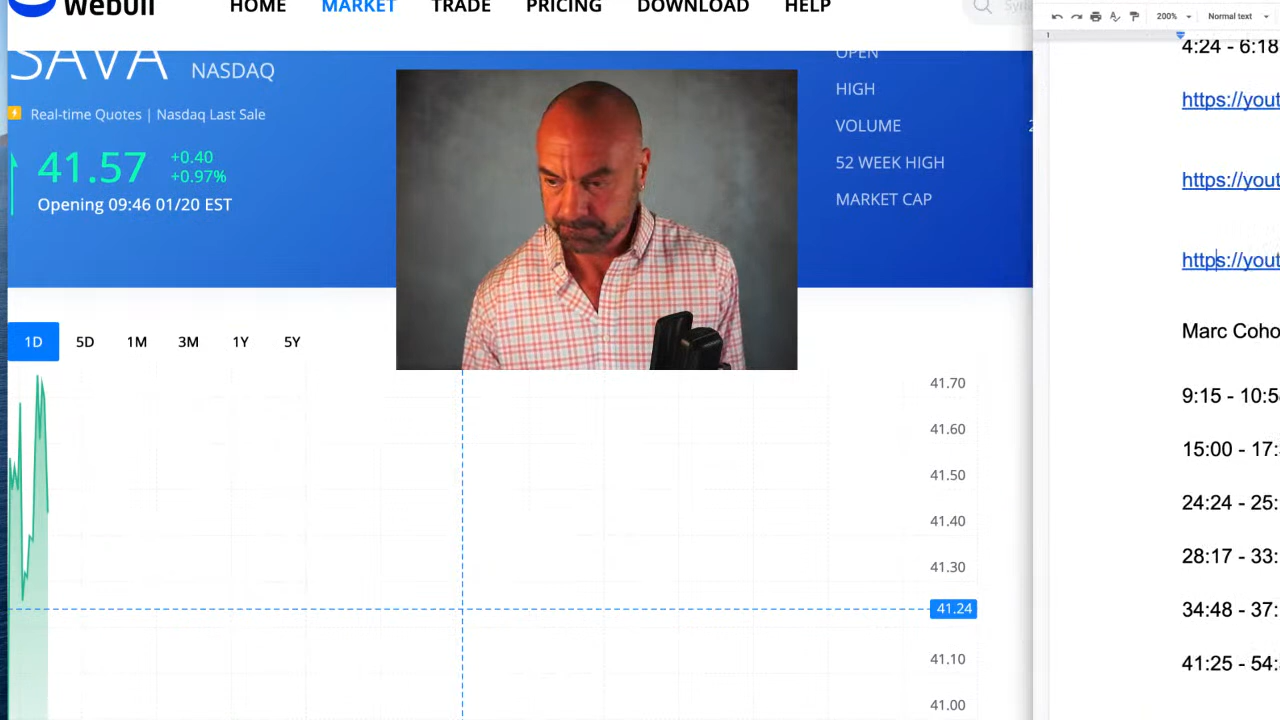 Webull
HOME MARKET TRADE PRICING DOWNLOAD HELP
SAVA NASDAQ
Real-time Quotes | Nasdaq Last Sale
41.57
+0.40
+0.97%
Opening 09:46 01/20 EST
OPEN
HIGH
VOLUME 2
52 WEEK HIGH
MARKET CAP
1D 5D 1M 3M 1Y 5Y
41.70
41.60
41.50
41.40
41.30
41.24
41.10
41.00
200% Normal text
1
4:24 - 6:18
https://yout
https://yout
https://yout
Marc Coho
9:15 - 10:5
15:00 - 17:
24:24 - 25:
28:17 - 33:
34:48 - 37:
41:25 - 54: